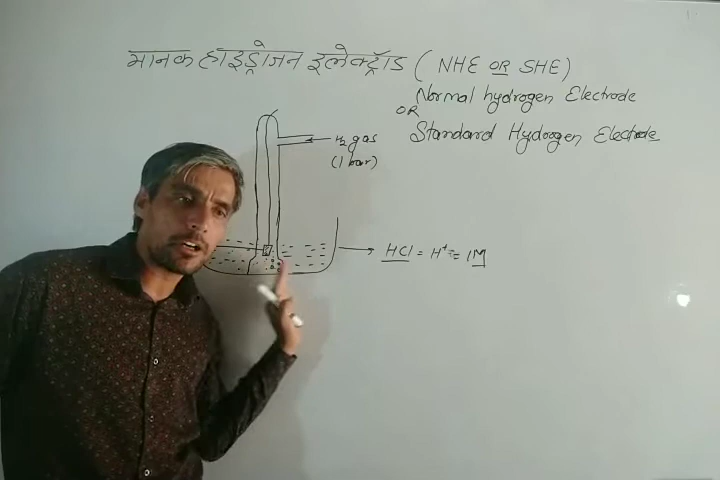 मानक हाइड्रोजन इलेक्ट्रॉड ( NHE OR SHE )
Normal hydrogen Electrode
OR
Standard Hydrogen Electode
H₂ gas
(1 bar)
HCl = H⁺ = 1M